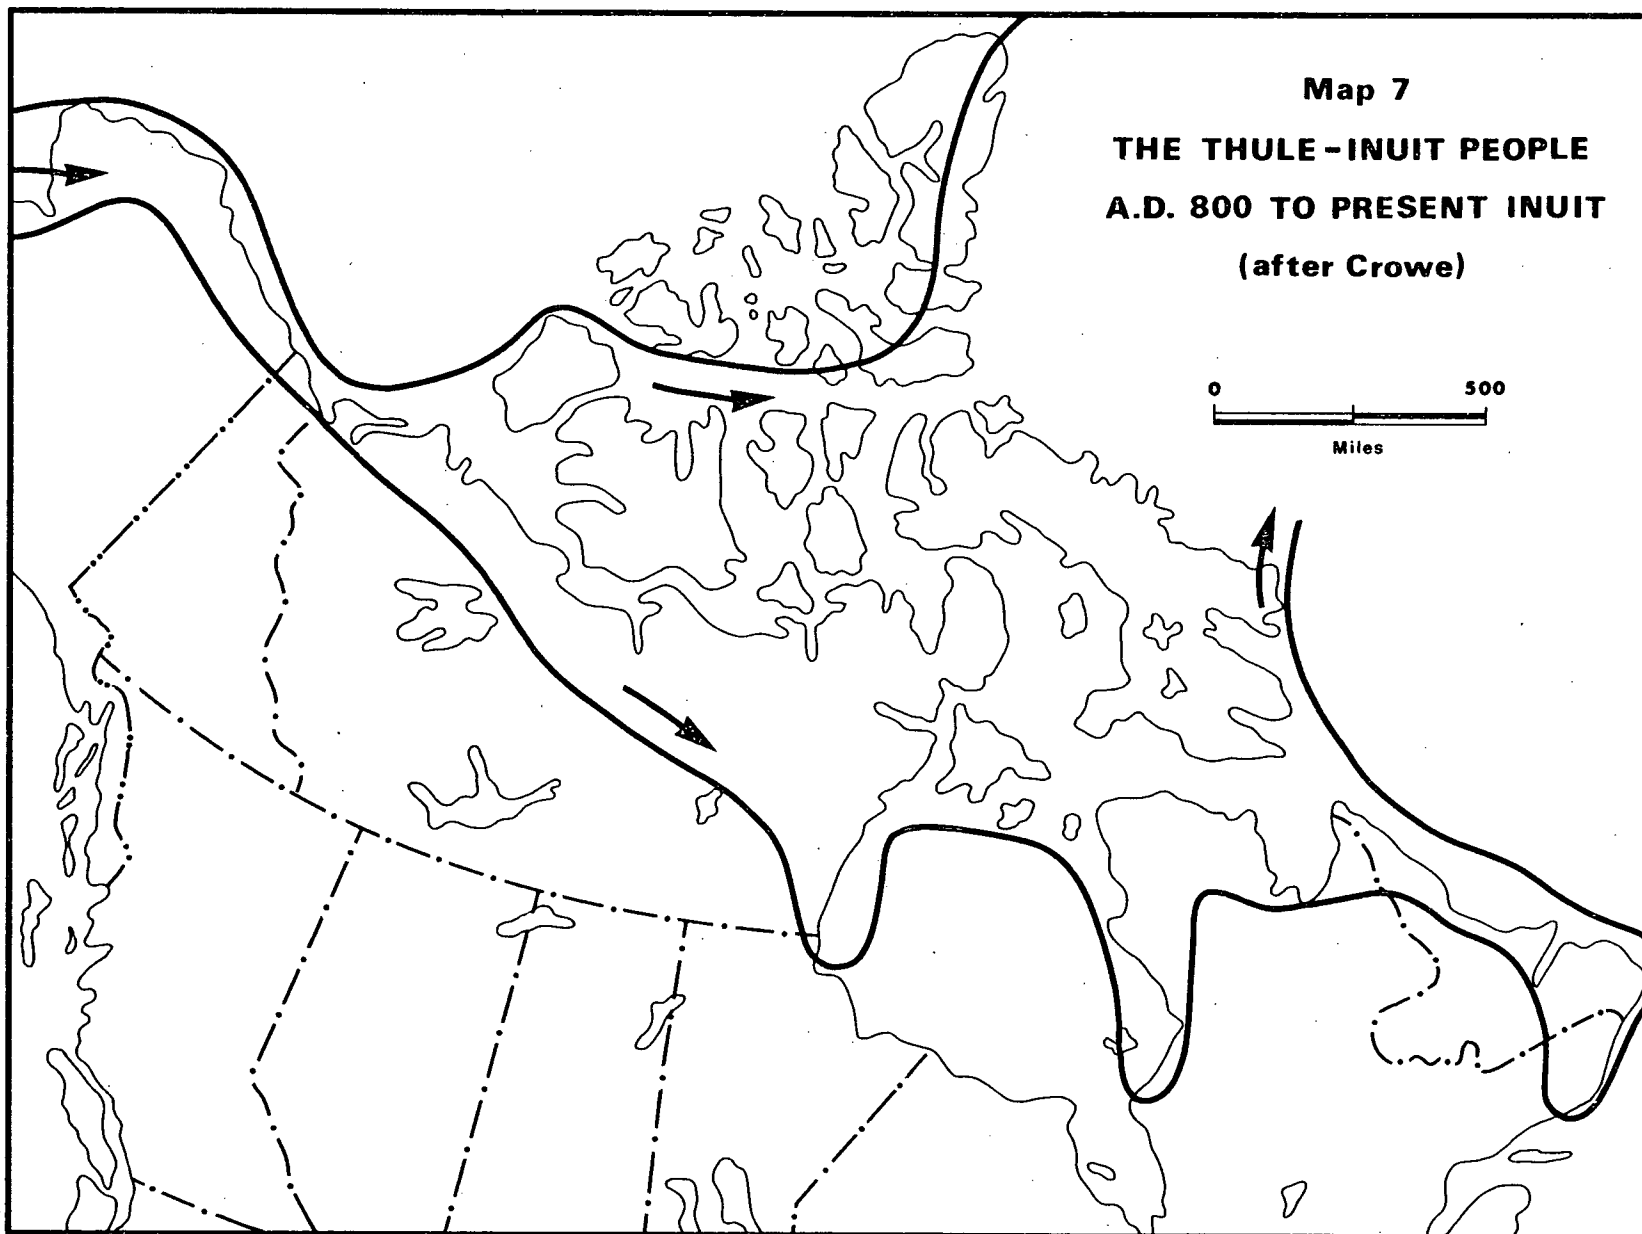 Map 7
THE THULE-INUIT PEOPLE
A.D. 800 TO PRESENT INUIT
(after Crowe)
0 500
Miles